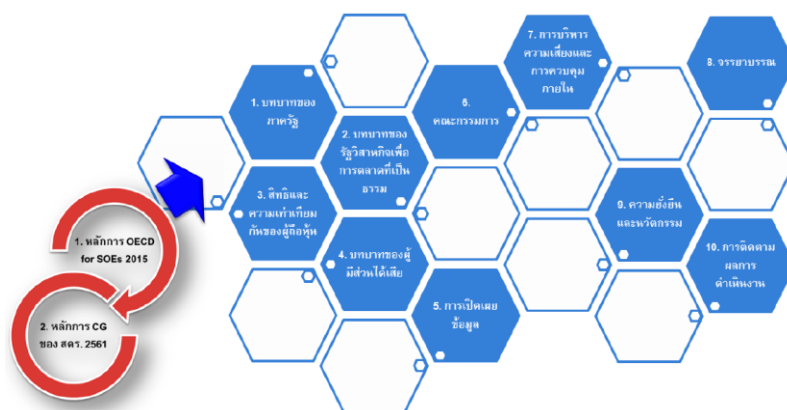 1. หลักการ OECD
for SOEs 2015
2. หลักการ CG
ของ สคร. 2561
1. บทบาทของ
ภาครัฐ
2. บทบาทของ
รัฐวิสาหกิจเพื่อ
การตลาดที่เป็น
ธรรม
3. สิทธิและ
ความเท่าเทียม
กันของผู้ถือหุ้น
4. บทบาทของผู้
มีส่วนได้เสีย
5. การเปิดเผย
ข้อมูล
6.
คณะกรรมการ
7. การบริหาร
ความเสี่ยงและ
การควบคุม
ภายใน
8. จรรยาบรรณ
9. ความยั่งยืน
และนวัตกรรม
10. การติดตาม
ผลการ
ดำเนินงาน